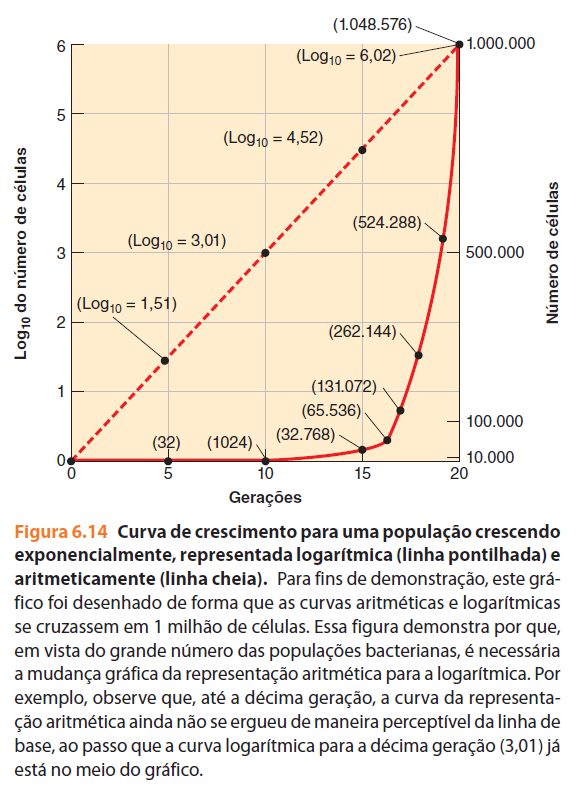 (1.048.576)
6
(Log10 = 6,02)
1.000.000
5
(Log10 = 4,52)
4
(524.288)
(Log10 = 3,01)
3
500.000
(Log10 = 1,51)
2
(262.144)
1
(131.072)
(65.536)
100.000
(32)
(1024)
(32.768)
0
10.000
0
5
10
15
20
Log10 do número de células
Número de células
Gerações
Figura 6.14 Curva de crescimento para uma população crescendo
exponencialmente, representada logarítmica (linha pontilhada) e
aritmeticamente (linha cheia). Para fins de demonstração, este grá-
fico foi desenhado de forma que as curvas aritméticas e logarítmicas
se cruzassem em 1 milhão de células. Essa figura demonstra por que,
em vista do grande número das populações bacterianas, é necessária
a mudança gráfica da representação aritmética para a logarítmica. Por
exemplo, observe que, até a décima geração, a curva da representa-
ção aritmética ainda não se ergueu de maneira perceptível da linha de
base, ao passo que a curva logarítmica para a décima geração (3,01) já
está no meio do gráfico.